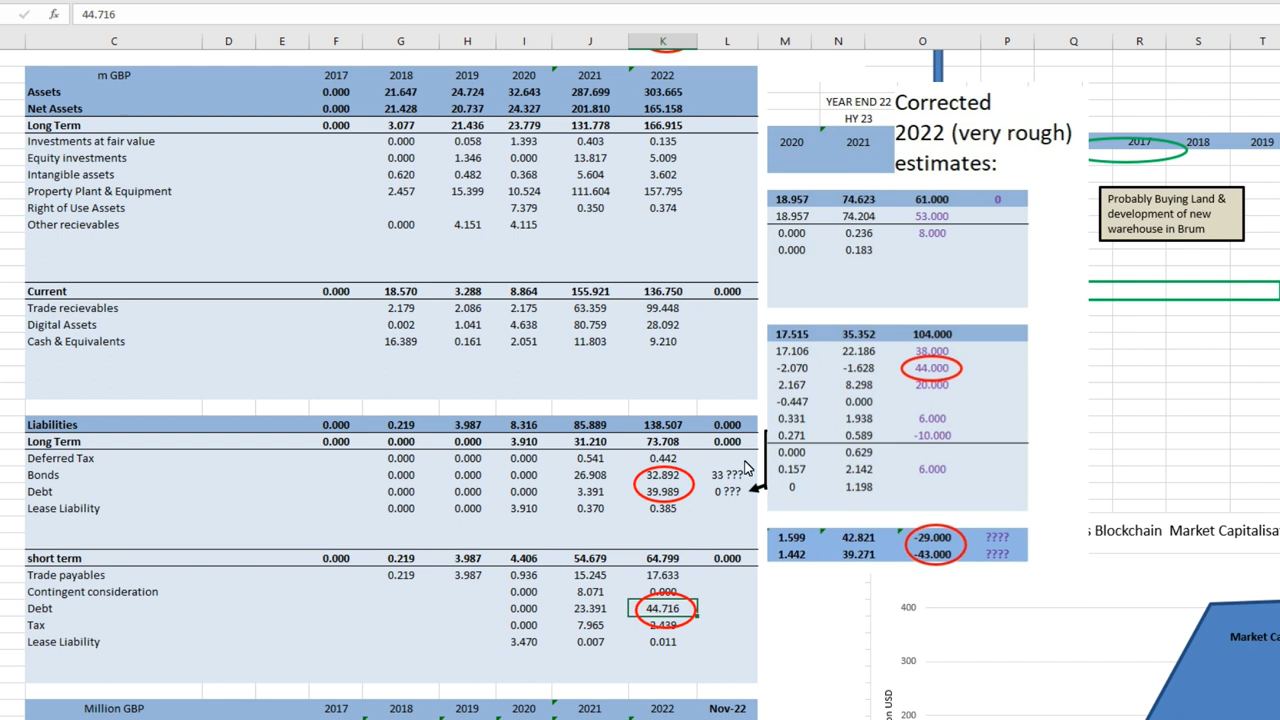 fx 44.716
C D E F G H I J K L M N O P Q R S T
m GBP 2017 2018 2019 2020 2021 2022
Assets 0.000 21.647 24.724 32.643 287.699 303.665
Net Assets 0.000 21.428 20.737 24.327 201.810 165.158
Long Term 0.000 3.077 21.436 23.779 131.778 166.915
Investments at fair value 0.000 0.058 1.393 0.403 0.135
Equity investments 0.000 1.346 0.000 13.817 5.009
Intangible assets 0.620 0.482 0.368 5.604 3.602
Property Plant & Equipment 2.457 15.399 10.524 111.604 157.795
Right of Use Assets 7.379 0.350 0.374
Other recievables 0.000 4.151 4.115
Current 0.000 18.570 3.288 8.864 155.921 136.750 0.000
Trade recievables 2.179 2.086 2.175 63.359 99.448
Digital Assets 0.002 1.041 4.638 80.759 28.092
Cash & Equivalents 16.389 0.161 2.051 11.803 9.210
Liabilities 0.000 0.219 3.987 8.316 85.889 138.507 0.000
Long Term 0.000 0.000 0.000 3.910 31.210 73.708 0.000
Deferred Tax 0.000 0.000 0.000 0.541 0.442
Bonds 0.000 0.000 0.000 26.908 32.892 33 ???
Debt 0.000 0.000 0.000 3.391 39.989 0 ???
Lease Liability 0.000 0.000 3.910 0.370 0.385
short term 0.000 0.219 3.987 4.406 54.679 64.799 0.000
Trade payables 0.219 3.987 0.936 15.245 17.633
Contingent consideration 0.000 8.071 0.000
Debt 0.000 23.391 44.716
Tax 0.000 7.965 2.439
Lease Liability 3.470 0.007 0.011
Million GBP 2017 2018 2019 2020 2021 2022 Nov-22
YEAR END 22
HY 23
2020 2021
Corrected
2022 (very rough)
estimates:
18.957 74.623 61.000 0
18.957 74.204 53.000
0.000 0.236 8.000
0.000 0.183
17.515 35.352 104.000
17.106 22.186 38.000
-2.070 -1.628 44.000
2.167 8.298 20.000
-0.447 0.000
0.331 1.938 6.000
0.271 0.589 -10.000
0.000 0.629
0.157 2.142 6.000
0 1.198
1.599 42.821 -29.000 ????
1.442 39.271 -43.000 ????
2017 2018 2019
Probably Buying Land &
development of new
warehouse in Brum
s Blockchain Market Capitalisa
400
300
200
Market Ca
on USD